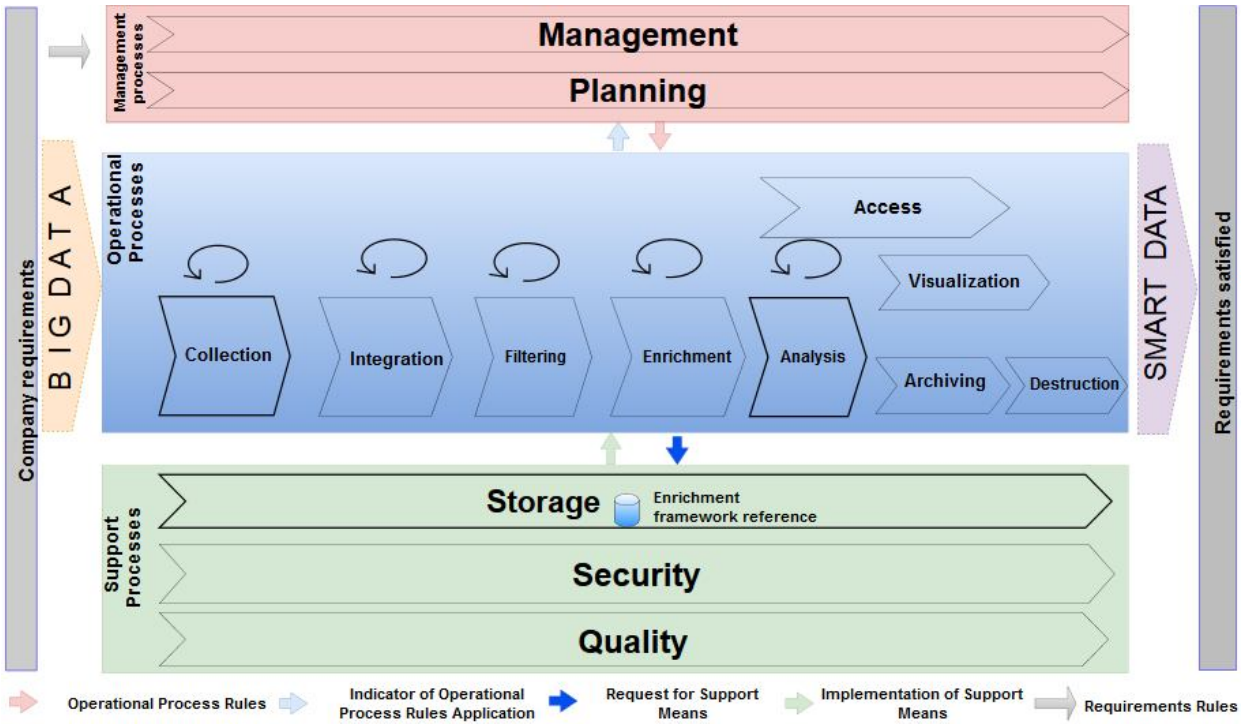 Company requirements
BIG DATA
Management
processes
Management
Planning
Operational
Processes
Access
Visualization
Collection
Integration
Filtering
Enrichment
Analysis
Archiving
Destruction
SMART DATA
Requirements satisfied
Support
Processes
Storage
Enrichment
framework reference
Security
Quality
Operational Process Rules
Indicator of Operational
Process Rules Application
Request for Support
Means
Implementation of Support
Means
Requirements Rules